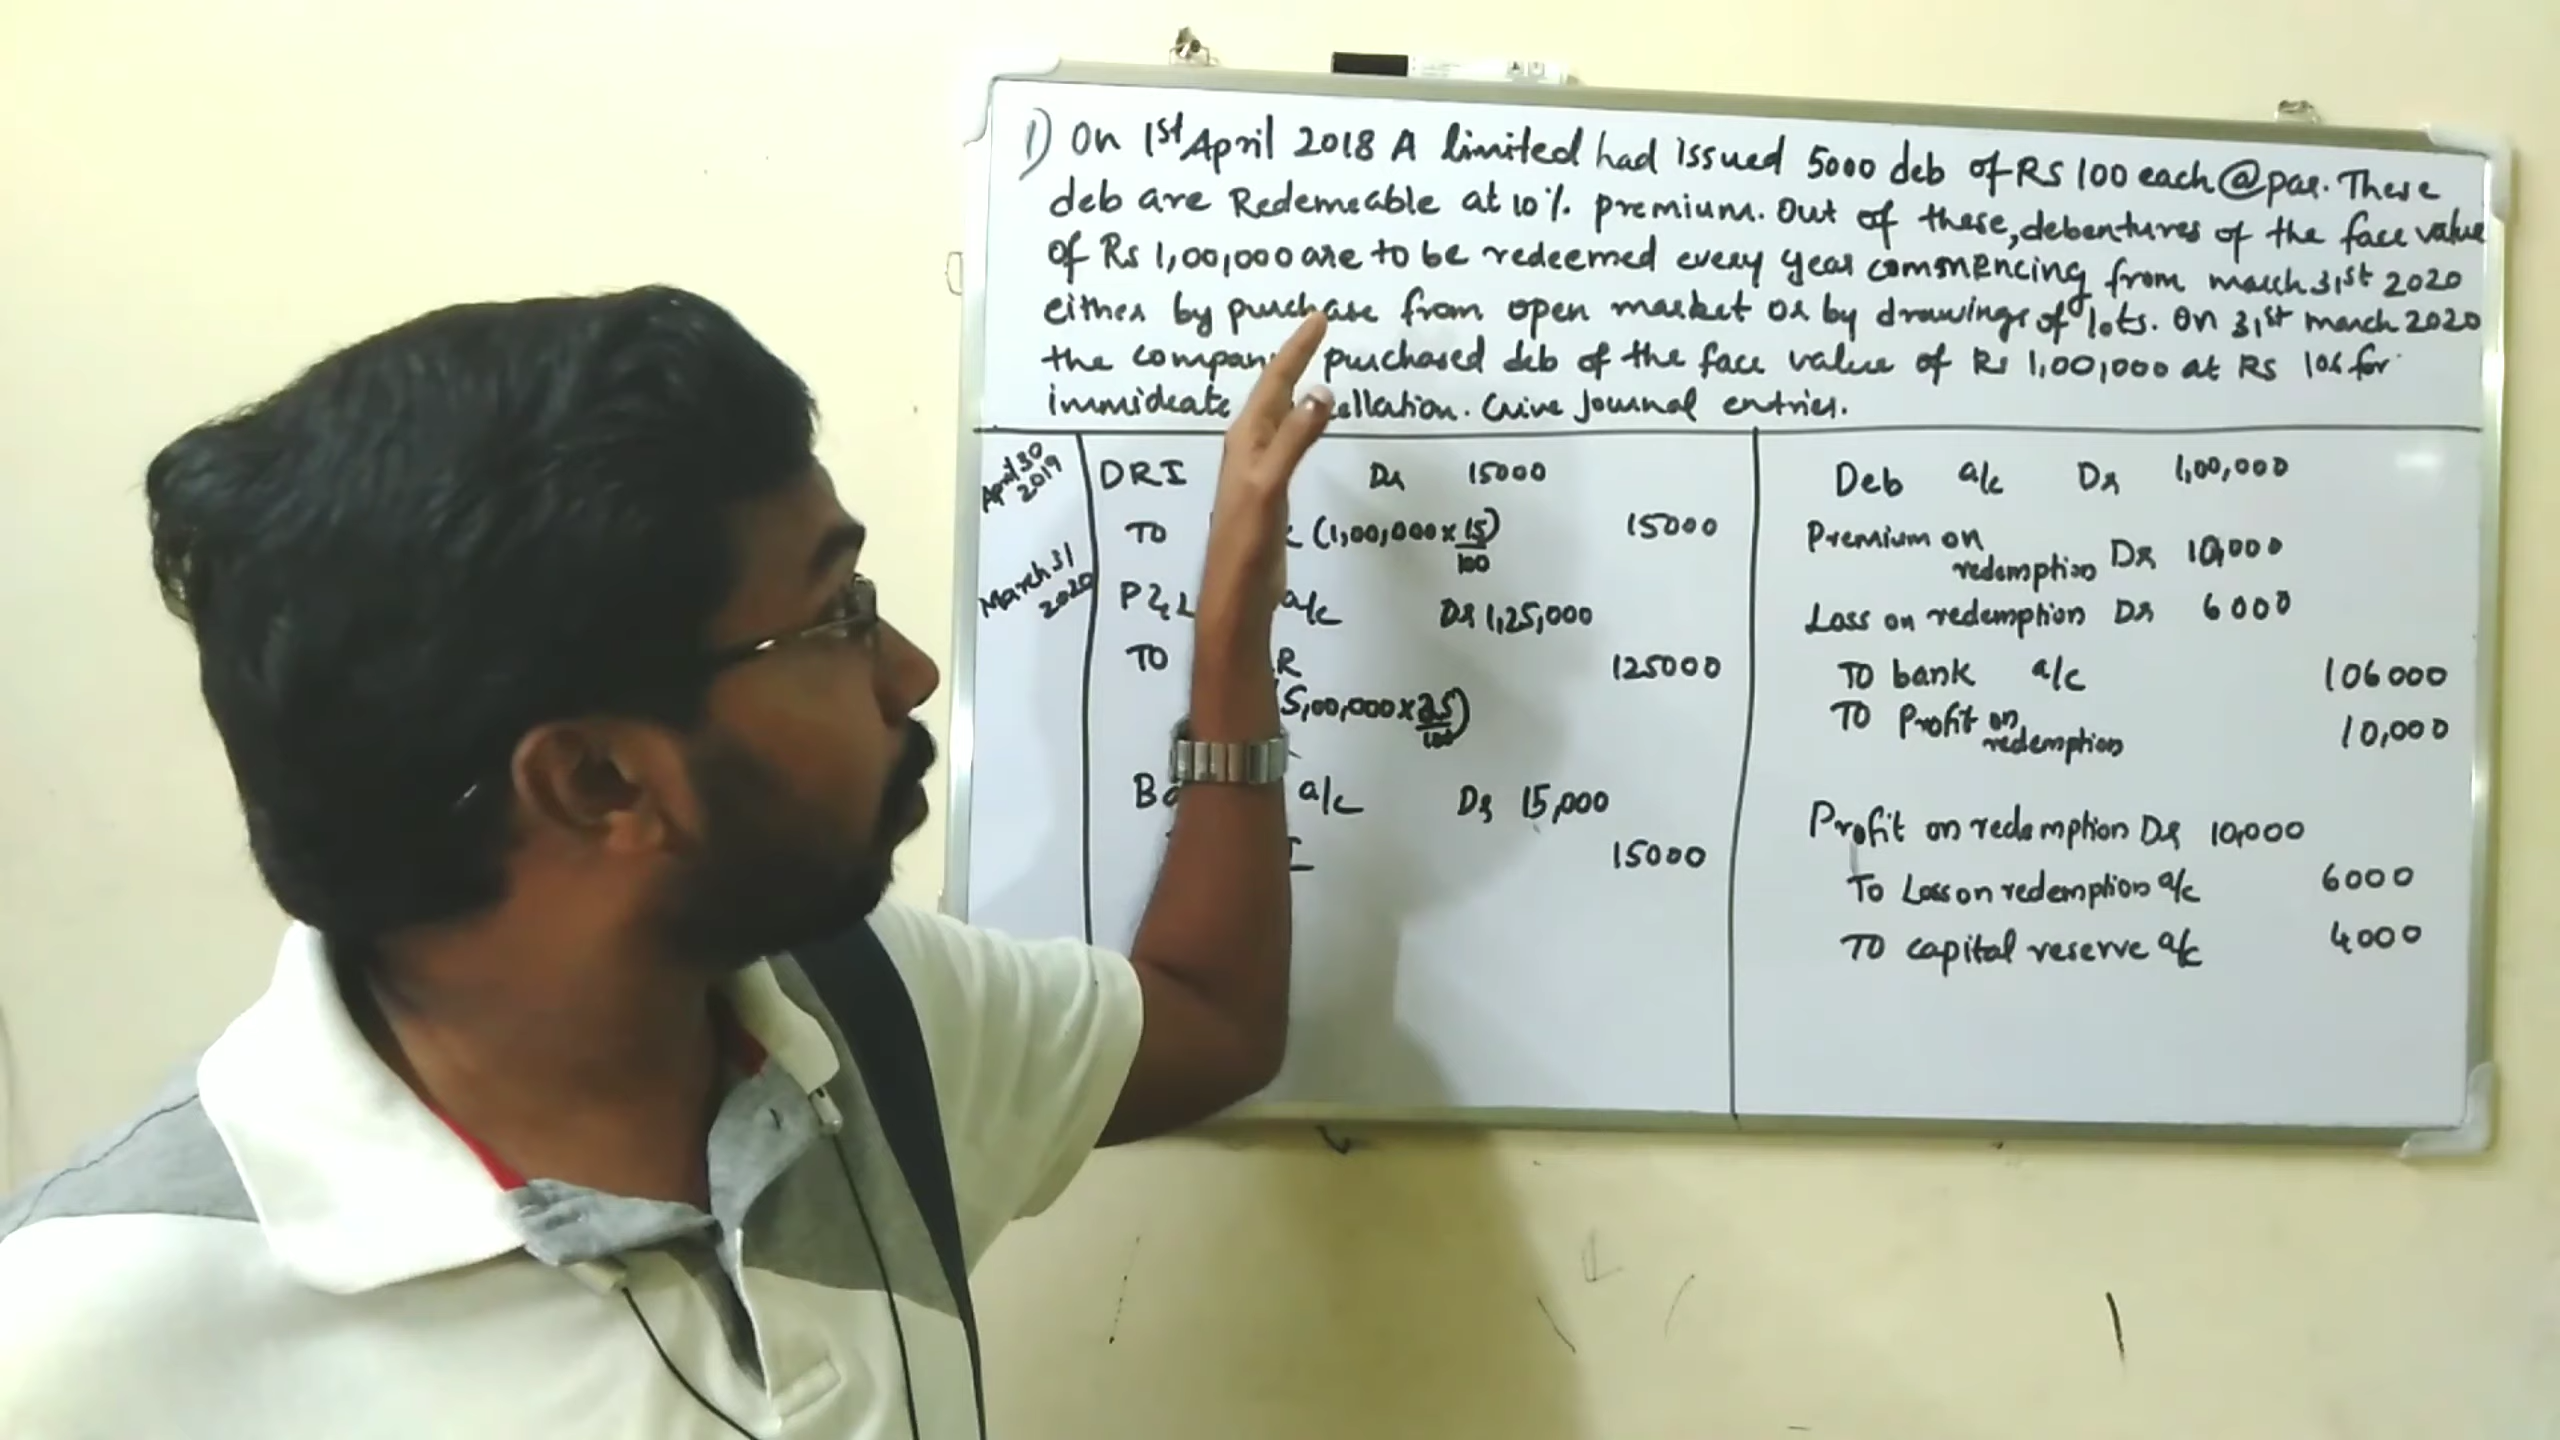 1) On 1st April 2018 A limited had issued 5000 deb of RS 100 each @ par. These
deb are Redemeable at 10%. premium. Out of these, debentures of the face value
of Rs 1,00,000 are to be redeemed every year commencing from march 31st 2020
either by purchase from open market or by drawings of lots. On 31st march 2020
the company purchased deb of the face value of Rs 1,00,000 at Rs 106 for
immideate cellation. Give Journal entries.
April 30
2019
DRI Dr 15000
TO (1,00,000 x 15/100) 15000
March 31
2020
P&L a/c Dr 1,25,000
TO R 125000
5,00,000 x 25/100)
Ba a/c Dr 15,000
I 15000
Deb a/c Dr 1,00,000
Premium on
redemption Dr 10,000
Loss on redemption Dr 6000
TO bank a/c 106000
TO Profit on
redemption 10,000
Profit on redemption Dr 10,000
To Loss on redemption a/c 6000
TO capital reserve a/c 4000